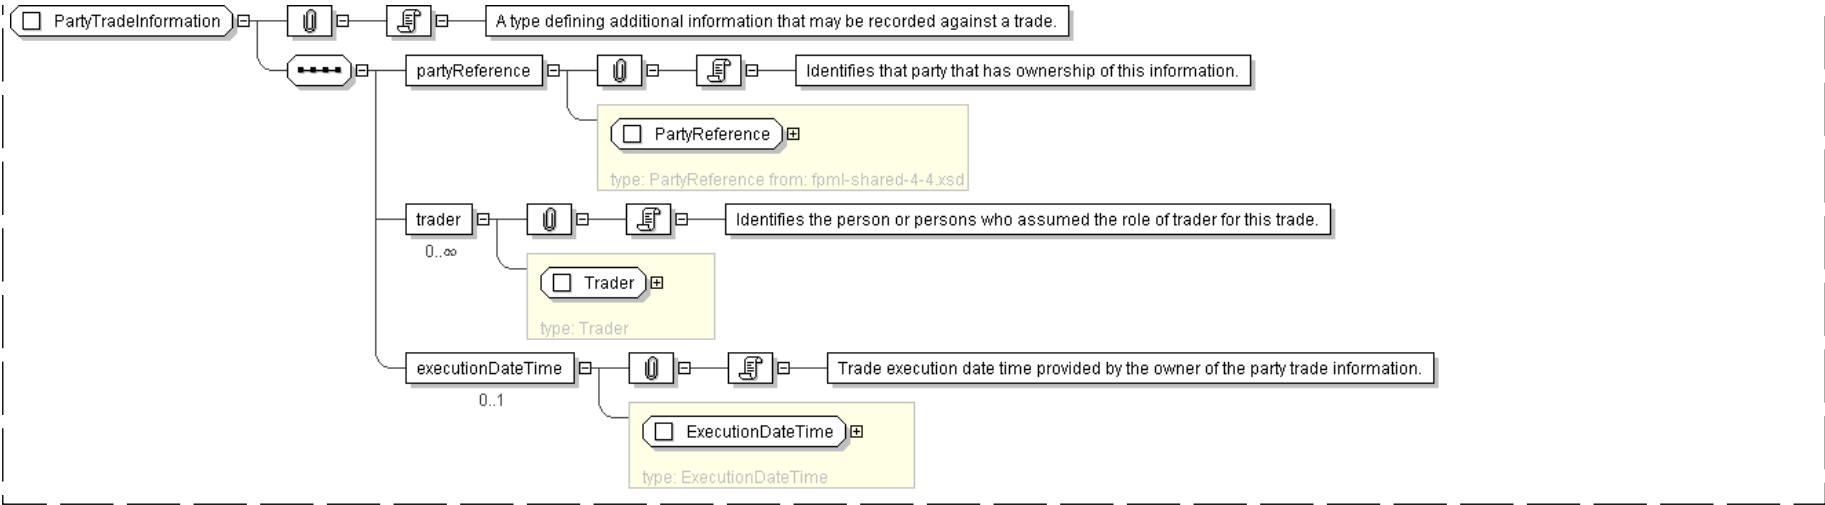 PartyTradeInformation A type defining additional information that may be recorded against a trade.
partyReference Identifies that party that has ownership of this information.
PartyReference
type: PartyReference from: fpml-shared-4-4.xsd
trader Identifies the person or persons who assumed the role of trader for this trade.
0..∞
Trader
type: Trader
executionDateTime Trade execution date time provided by the owner of the party trade information.
0..1
ExecutionDateTime
type: ExecutionDateTime